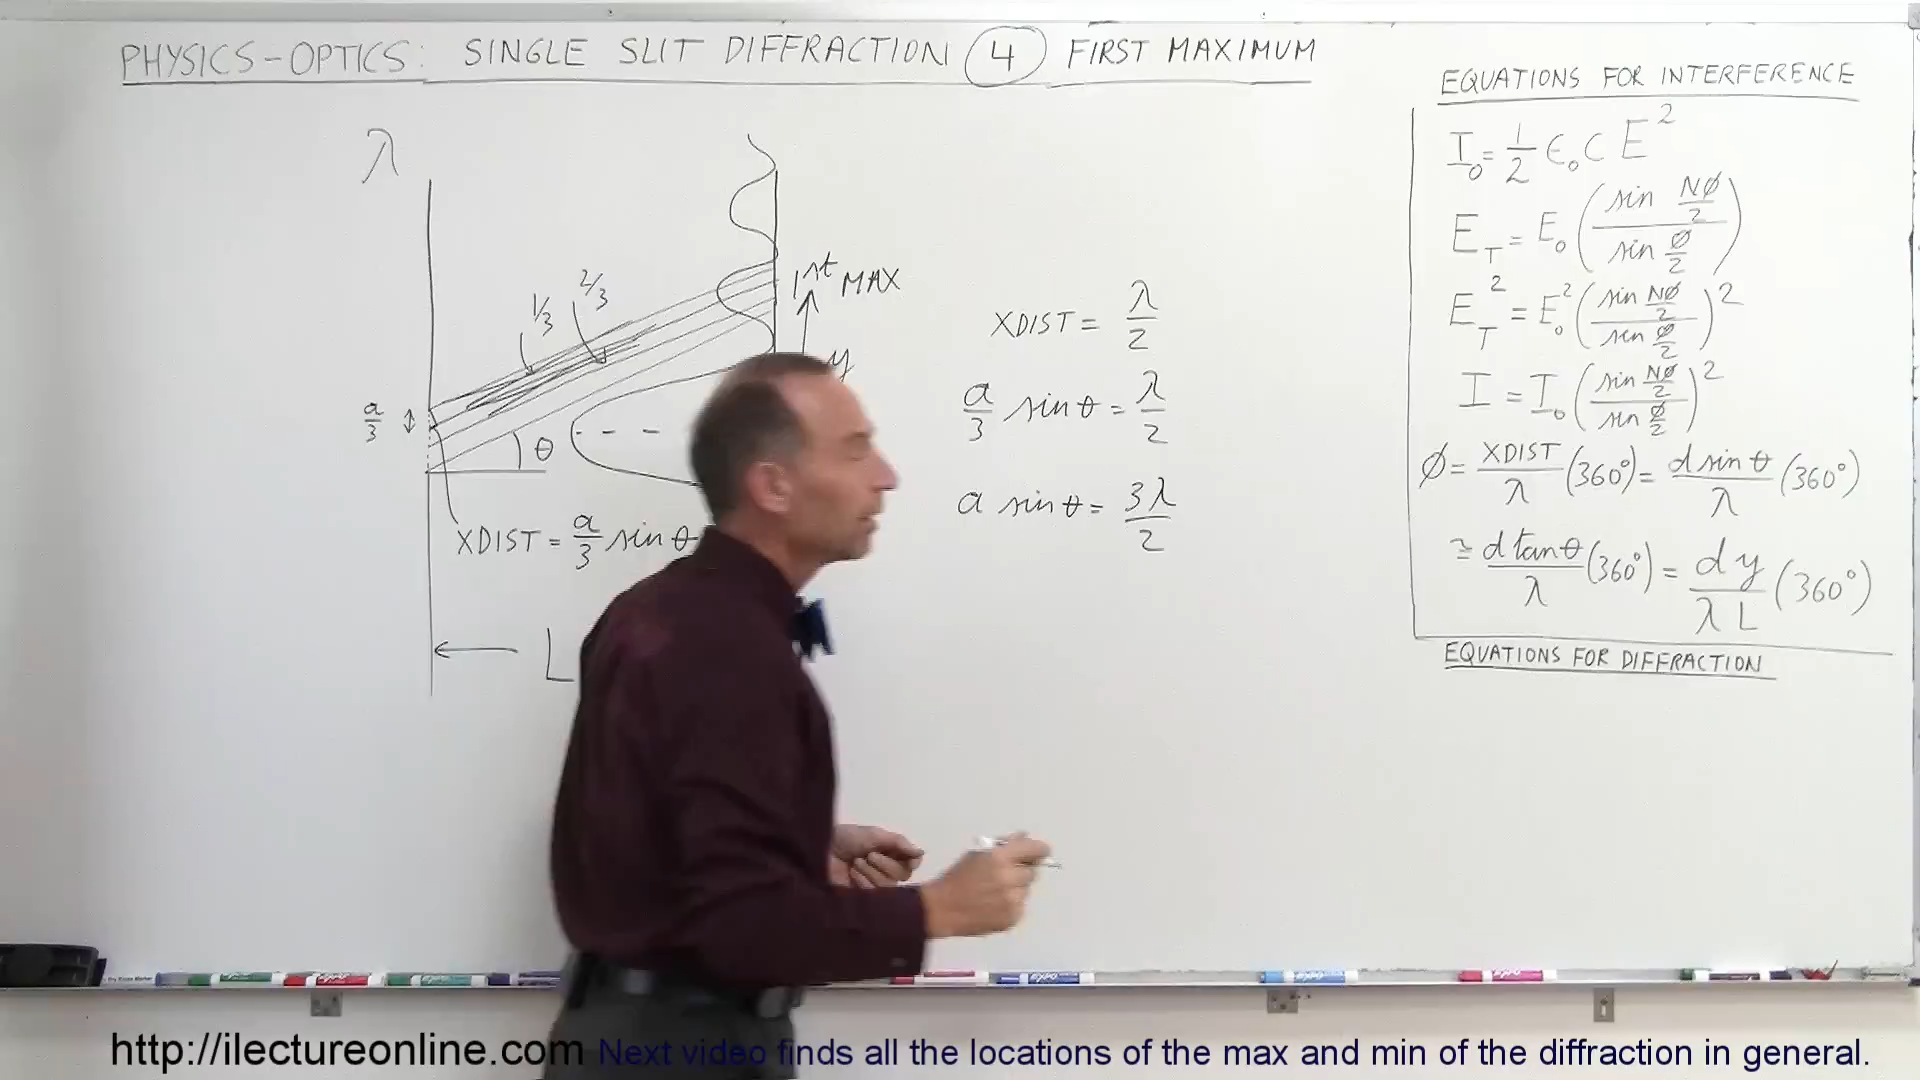 PHYSICS-OPTICS: SINGLE SLIT DIFFRACTION 4 FIRST MAXIMUM
λ
1/3
2/3
1st MAX
y
a/3
θ
XDIST = a/3 sin θ
L
XDIST = λ/2
a/3 sin θ = λ/2
a sin θ = 3λ/2
EQUATIONS FOR INTERFERENCE
I₀ = 1/2 ε₀ C E²
E_T = E₀ (sin Nφ/2 / sin φ/2)
E_T² = E₀² (sin Nφ/2 / sin φ/2)²
I = I₀ (sin Nφ/2 / sin φ/2)²
φ = XDIST/λ (360°) = d sin θ/λ (360°)
≅ d tan θ/λ (360°) = d y/λ L (360°)
EQUATIONS FOR DIFFRACTION
http://ilectureonline.com Next video finds all the locations of the max and min of the diffraction in general.